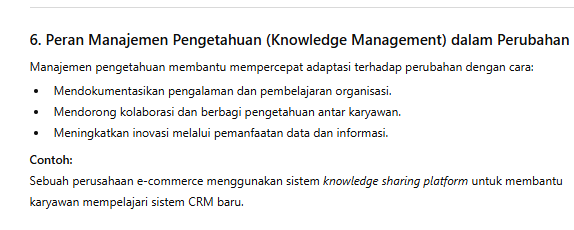 6. Peran Manajemen Pengetahuan (Knowledge Management) dalam Perubahan
Manajemen pengetahuan membantu mempercepat adaptasi terhadap perubahan dengan cara:
• Mendokumentasikan pengalaman dan pembelajaran organisasi.
• Mendorong kolaborasi dan berbagi pengetahuan antar karyawan.
• Meningkatkan inovasi melalui pemanfaatan data dan informasi.
Contoh:
Sebuah perusahaan e-commerce menggunakan sistem knowledge sharing platform untuk membantu
karyawan mempelajari sistem CRM baru.